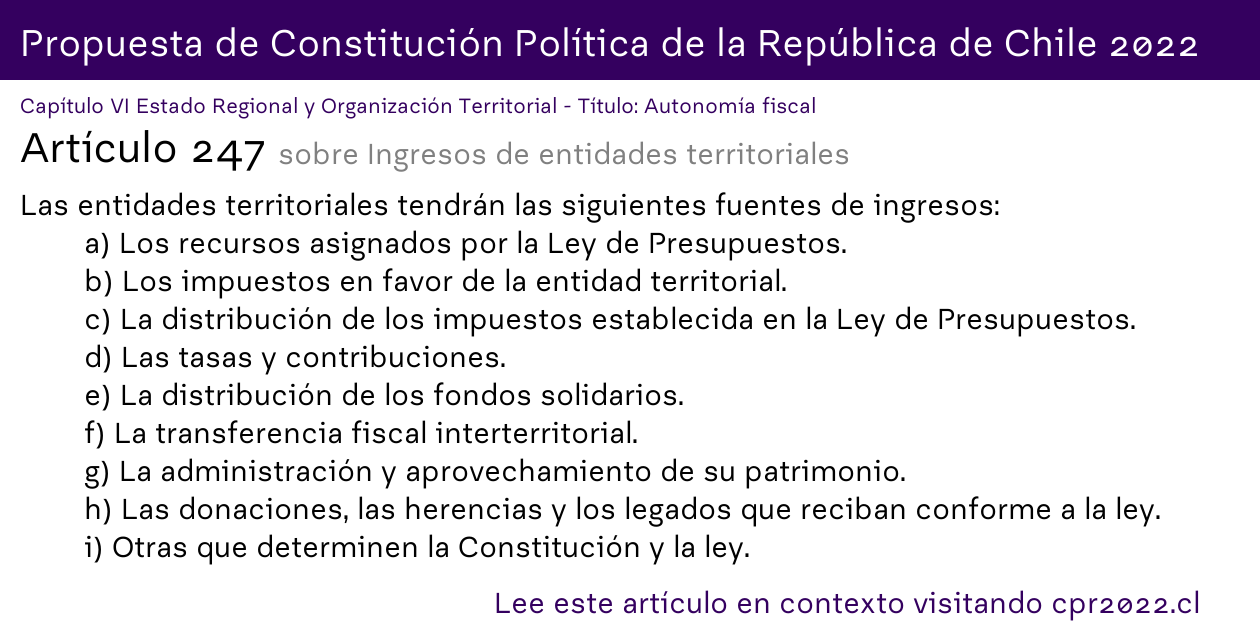 Propuesta de Constitución Política de la República de Chile 2022
Capítulo VI Estado Regional y Organización Territorial - Título: Autonomía fiscal
Artículo 247 sobre Ingresos de entidades territoriales
Las entidades territoriales tendrán las siguientes fuentes de ingresos:
a) Los recursos asignados por la Ley de Presupuestos.
b) Los impuestos en favor de la entidad territorial.
c) La distribución de los impuestos establecida en la Ley de Presupuestos.
d) Las tasas y contribuciones.
e) La distribución de los fondos solidarios.
f) La transferencia fiscal interterritorial.
g) La administración y aprovechamiento de su patrimonio.
h) Las donaciones, las herencias y los legados que reciban conforme a la ley.
i) Otras que determinen la Constitución y la ley.
Lee este artículo en contexto visitando cpr2022.cl